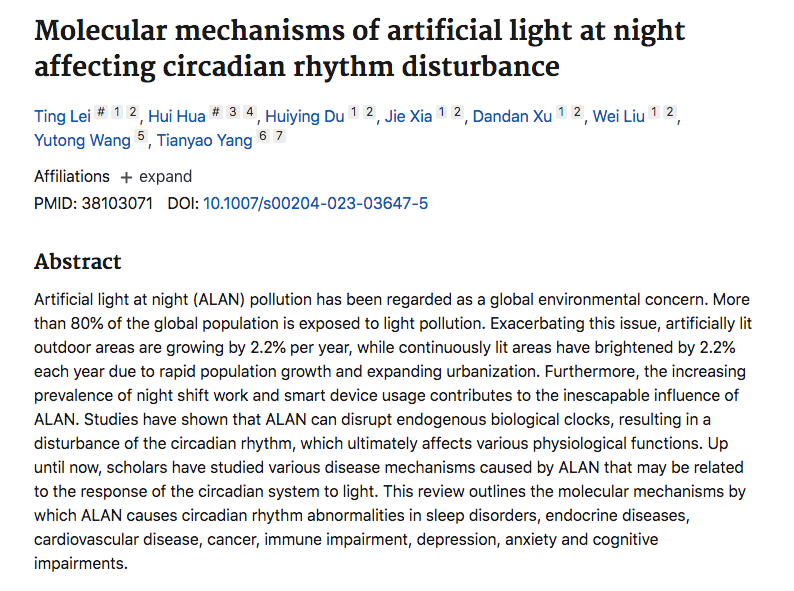 Molecular mechanisms of artificial light at night
affecting circadian rhythm disturbance
Ting Lei # 1 2, Hui Hua # 3 4, Huiying Du 1 2, Jie Xia 1 2, Dandan Xu 1 2, Wei Liu 1 2,
Yutong Wang 5, Tianyao Yang 6 7
Affiliations + expand
PMID: 38103071 DOI: 10.1007/s00204-023-03647-5
Abstract
Artificial light at night (ALAN) pollution has been regarded as a global environmental concern. More
than 80% of the global population is exposed to light pollution. Exacerbating this issue, artificially lit
outdoor areas are growing by 2.2% per year, while continuously lit areas have brightened by 2.2%
each year due to rapid population growth and expanding urbanization. Furthermore, the increasing
prevalence of night shift work and smart device usage contributes to the inescapable influence of
ALAN. Studies have shown that ALAN can disrupt endogenous biological clocks, resulting in a
disturbance of the circadian rhythm, which ultimately affects various physiological functions. Up
until now, scholars have studied various disease mechanisms caused by ALAN that may be related
to the response of the circadian system to light. This review outlines the molecular mechanisms by
which ALAN causes circadian rhythm abnormalities in sleep disorders, endocrine diseases,
cardiovascular disease, cancer, immune impairment, depression, anxiety and cognitive
impairments.